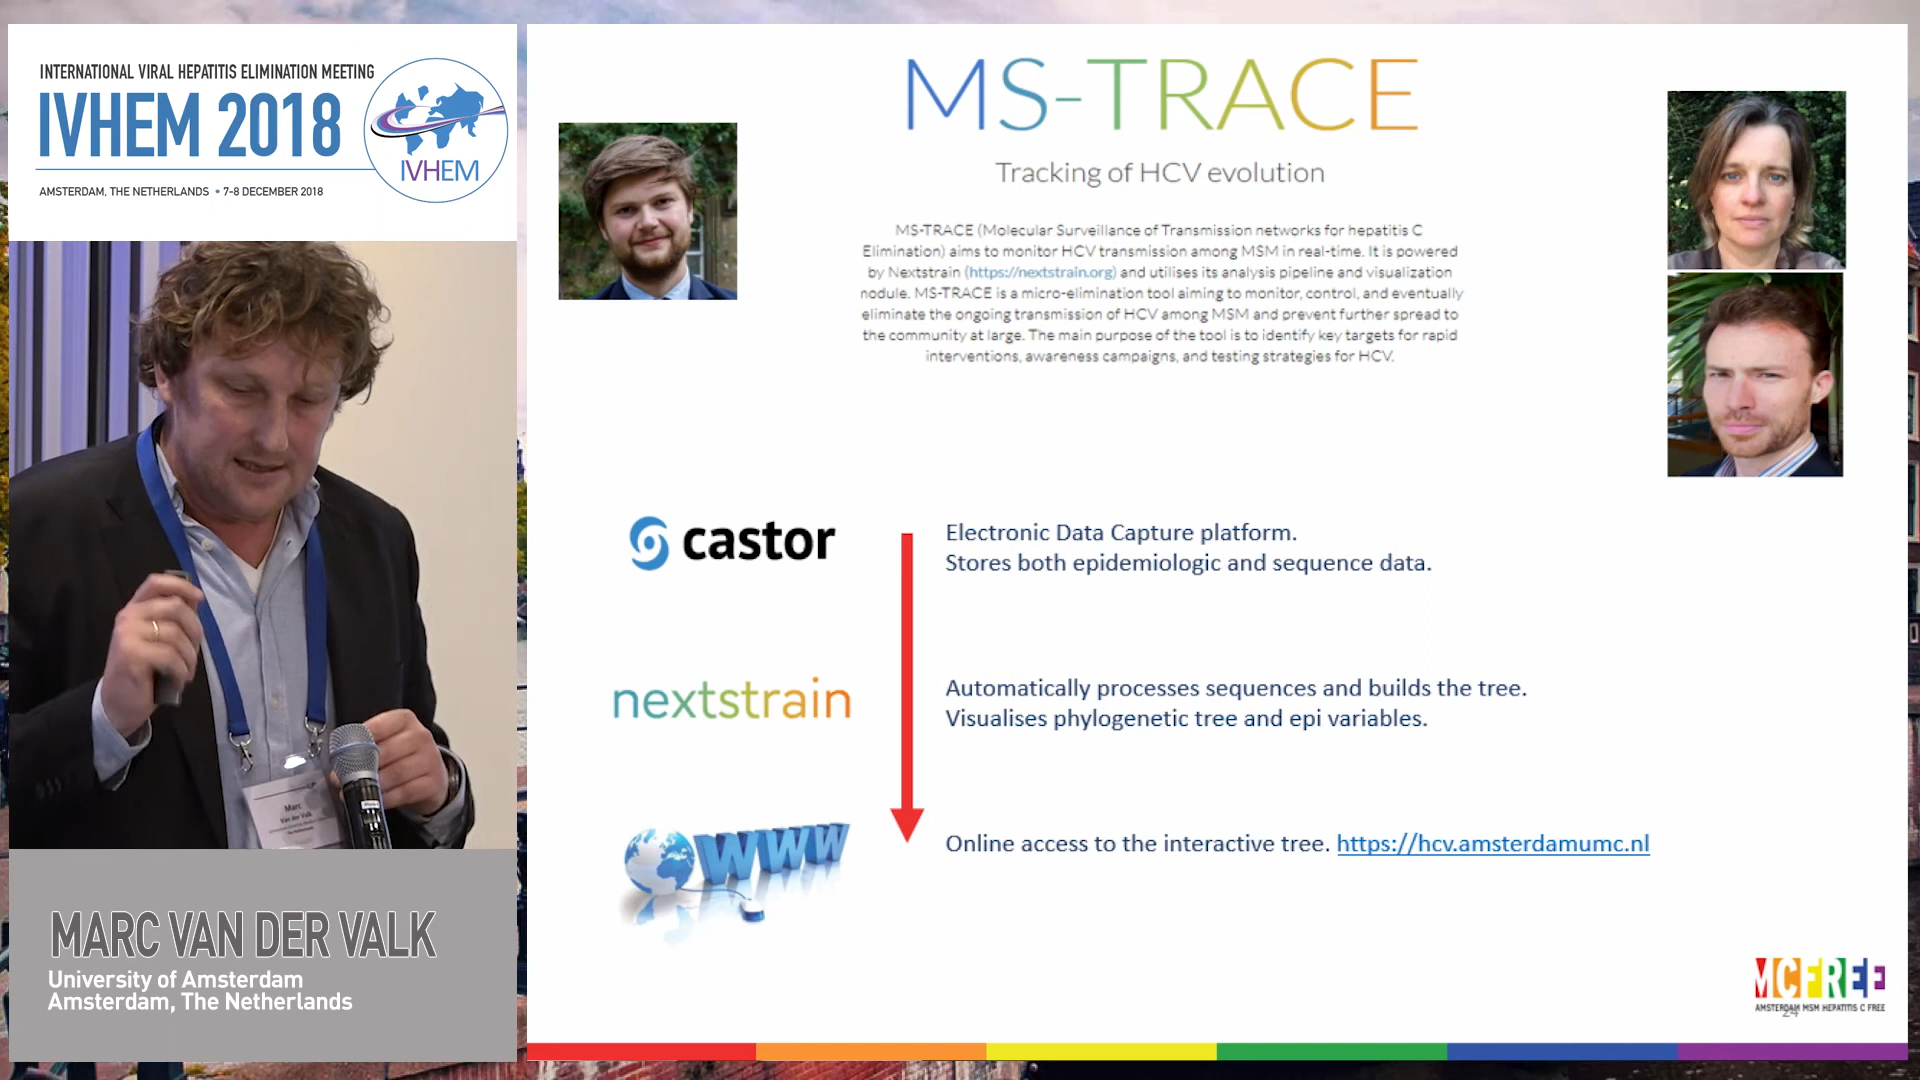 INTERNATIONAL VIRAL HEPATITIS ELIMINATION MEETING
IVHEM 2018
IVHEM
AMSTERDAM, THE NETHERLANDS • 7-8 DECEMBER 2018
Marc
Van der Valk
MARC VAN DER VALK
University of Amsterdam
Amsterdam, The Netherlands
MS-TRACE
Tracking of HCV evolution
MS-TRACE (Molecular Surveillance of Transmission networks for hepatitis C
Elimination) aims to monitor HCV transmission among MSM in real-time. It is powered
by Nextstrain (https://nextstrain.org) and utilises its analysis pipeline and visualization
nodule. MS-TRACE is a micro-elimination tool aiming to monitor, control, and eventually
eliminate the ongoing transmission of HCV among MSM and prevent further spread to
the community at large. The main purpose of the tool is to identify key targets for rapid
interventions, awareness campaigns, and testing strategies for HCV.
castor
Electronic Data Capture platform.
Stores both epidemiologic and sequence data.
nextstrain
Automatically processes sequences and builds the tree.
Visualises phylogenetic tree and epi variables.
WWW
Online access to the interactive tree. https://hcv.amsterdamumc.nl
MCFREE
AMSTERDAM MSM HEPATITIS C FREE
24